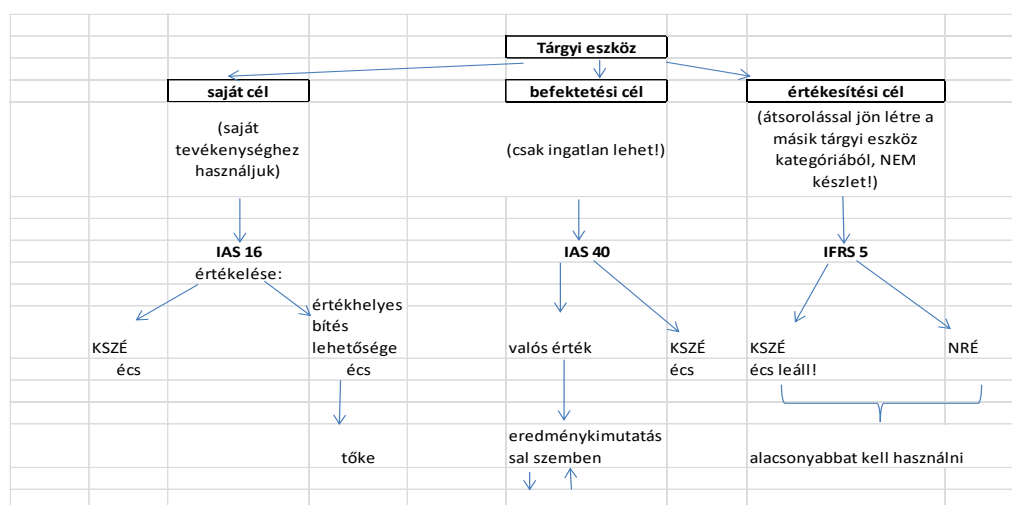 Tárgyi eszköz
saját cél
befektetési cél
értékesítési cél
(saját
tevékenységhez
használjuk)
(csak ingatlan lehet!)
(átsorolással jön létre a
másik tárgyi eszköz
kategóriából, NEM
készlet!)
IAS 16
IAS 40
IFRS 5
értékelése:
értékhelyes
bítés
lehetősége
KSZÉ
écs
écs
valós érték
KSZÉ
écs
KSZÉ
écs leáll!
NRÉ
tőke
eredménykimutatás
sal szemben
alacsonyabbat kell használni